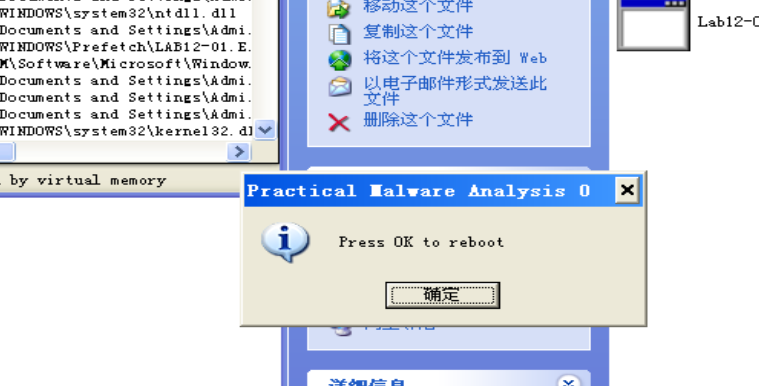 WINDOWS\system32\ntdll.dll
Documents and Settings\Admi.
WINDOWS\Prefetch\LAB12-01.E.
M\Software\Microsoft\Window.
Documents and Settings\Admi.
Documents and Settings\Admi.
Documents and Settings\Admi.
WINDOWS\system32\kernel32.dl
by virtual memory
移动这个文件
复制这个文件
将这个文件发布到 Web
以电子邮件形式发送此
文件
删除这个文件
Lab12-0
Practical Malware Analysis 0
Press OK to reboot
确定
详细信息